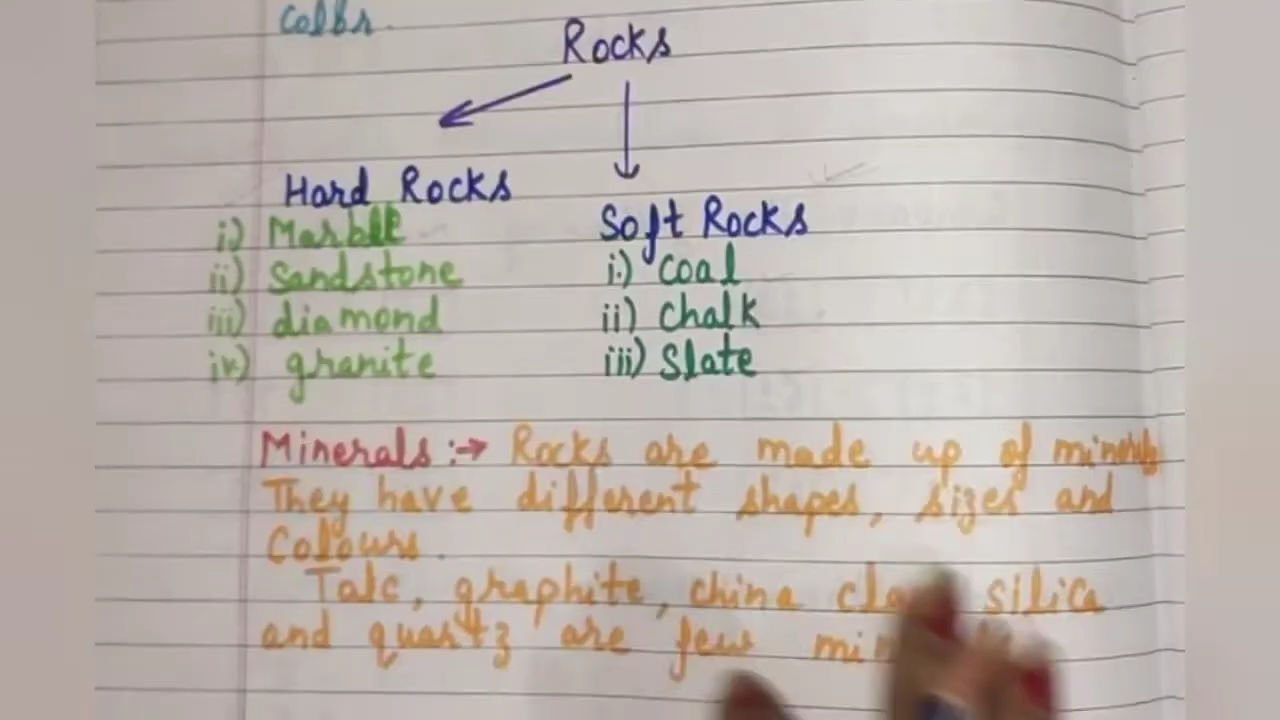 Rocks
Hard Rocks
i) Marble
ii) Sandstone
iii) diamond
iv) granite
Soft Rocks
i.) Coal
ii) Chalk
iii) Slate
Minerals :→ Rocks are made up of minerals
They have different shapes, sizes and
Colours.
Talc, graphite, china silica
and quartz are few